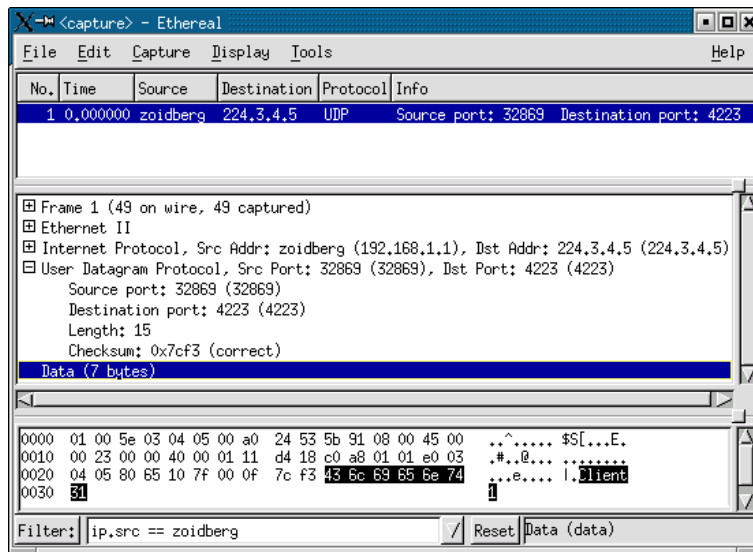 <capture> - Ethereal
File Edit Capture Display Tools Help
No. Time Source Destination Protocol Info
1 0.000000 zoidberg 224.3.4.5 UDP Source port: 32869 Destination port: 4223
Frame 1 (49 on wire, 49 captured)
Ethernet II
Internet Protocol, Src Addr: zoidberg (192.168.1.1), Dst Addr: 224.3.4.5 (224.3.4.5)
User Datagram Protocol, Src Port: 32869 (32869), Dst Port: 4223 (4223)
Source port: 32869 (32869)
Destination port: 4223 (4223)
Length: 15
Checksum: 0x7cf3 (correct)
Data (7 bytes)
0000 01 00 5e 03 04 05 00 a0 24 53 5b 91 08 00 45 00 ..^..... $S[...E.
0010 00 23 00 00 40 00 01 11 d4 18 c0 a8 01 01 e0 03 .#..@... ........
0020 04 05 80 65 10 7f 00 0f 7c f3 43 6c 69 65 6e 74 ...e.... |.Client
0030 31 1
Filter: ip.src == zoidberg Reset Data (data)